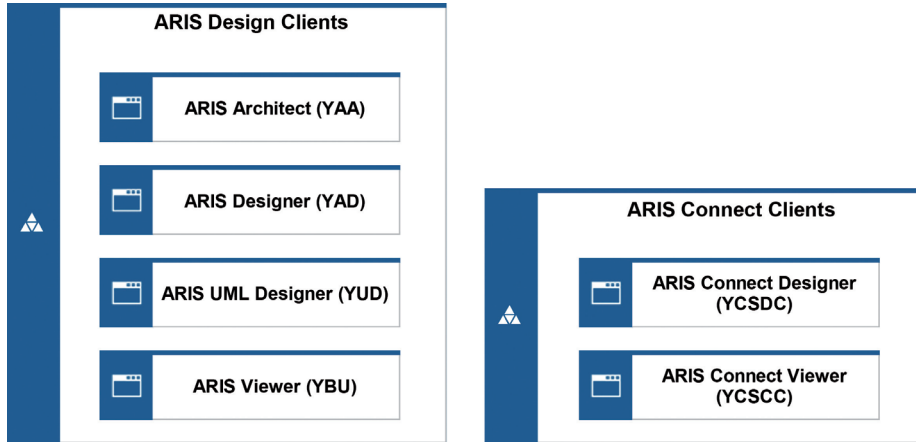 ARIS Design Clients
ARIS Architect (YAA)
ARIS Designer (YAD)
ARIS UML Designer (YUD)
ARIS Viewer (YBU)
ARIS Connect Clients
ARIS Connect Designer
(YCSDC)
ARIS Connect Viewer
(YCSCC)